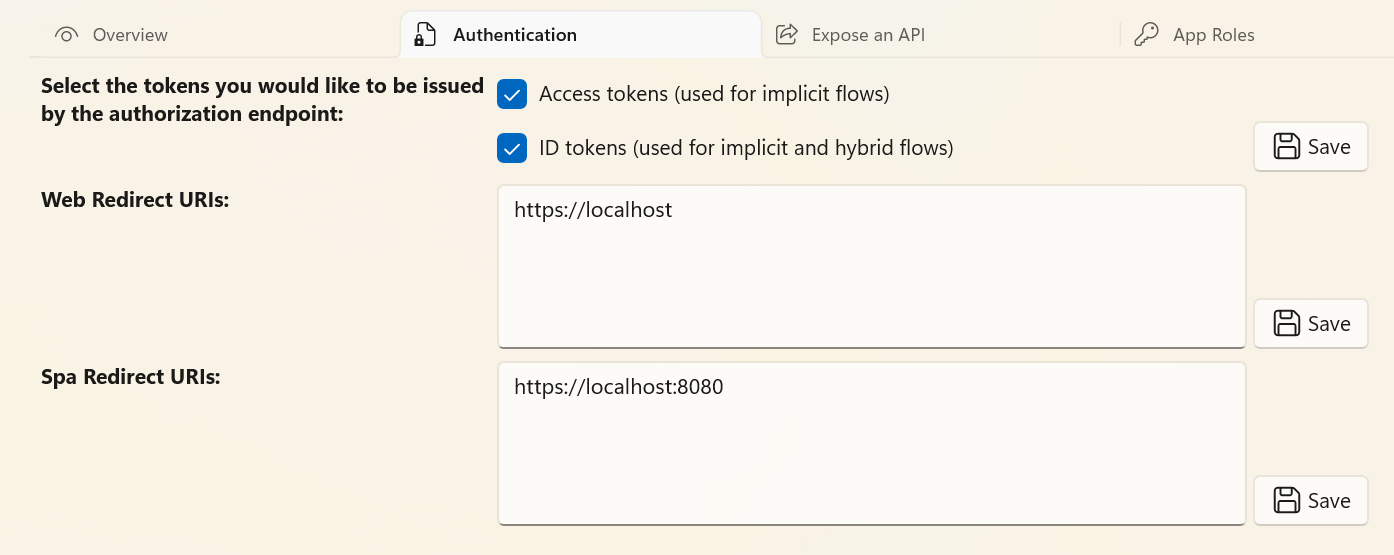 Overview
Authentication
Expose an API
App Roles
Select the tokens you would like to be issued
by the authorization endpoint:
Access tokens (used for implicit flows)
ID tokens (used for implicit and hybrid flows)
Save
Web Redirect URIs:
https://localhost
Save
Spa Redirect URIs:
https://localhost:8080
Save